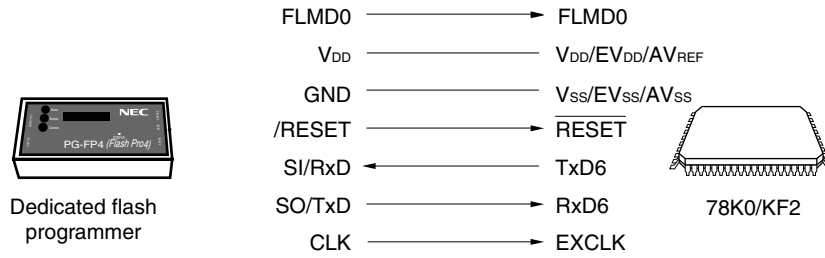 FLMD0 FLMD0
VDD VDD/EVDD/AVREF
GND VSS/EVSS/AVSS
/RESET RESET
SI/RxD TxD6
SO/TxD RxD6
CLK EXCLK
NEC
PG-FP4 (Flash Pro4)
Dedicated flash
programmer
78K0/KF2